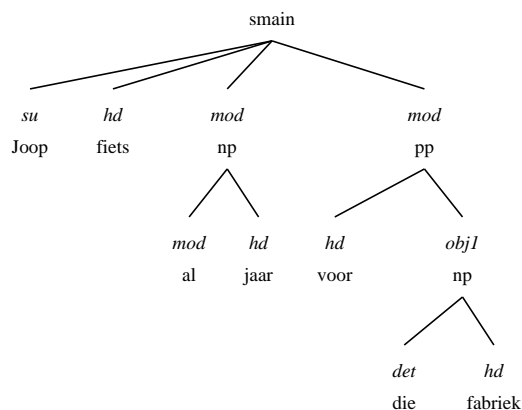 smain
su hd mod mod
Joop fiets np pp
mod hd hd obj1
al jaar voor np
det hd
die fabriek